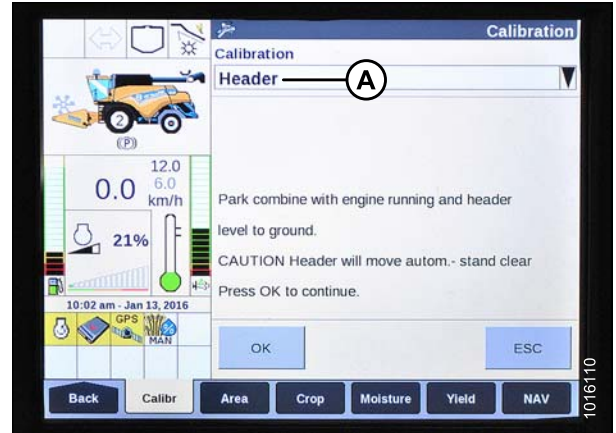 Calibration
Calibration
Header
A
2
(P)
12.0
6.0
0.0 km/h
21%
Park combine with engine running and header
level to ground.
CAUTION Header will move autom.- stand clear
Press OK to continue.
10:02 am - Jan 13, 2016
GPS
MAN
OK
ESC
Back
Calibr
Area
Crop
Moisture
Yield
NAV
1016110